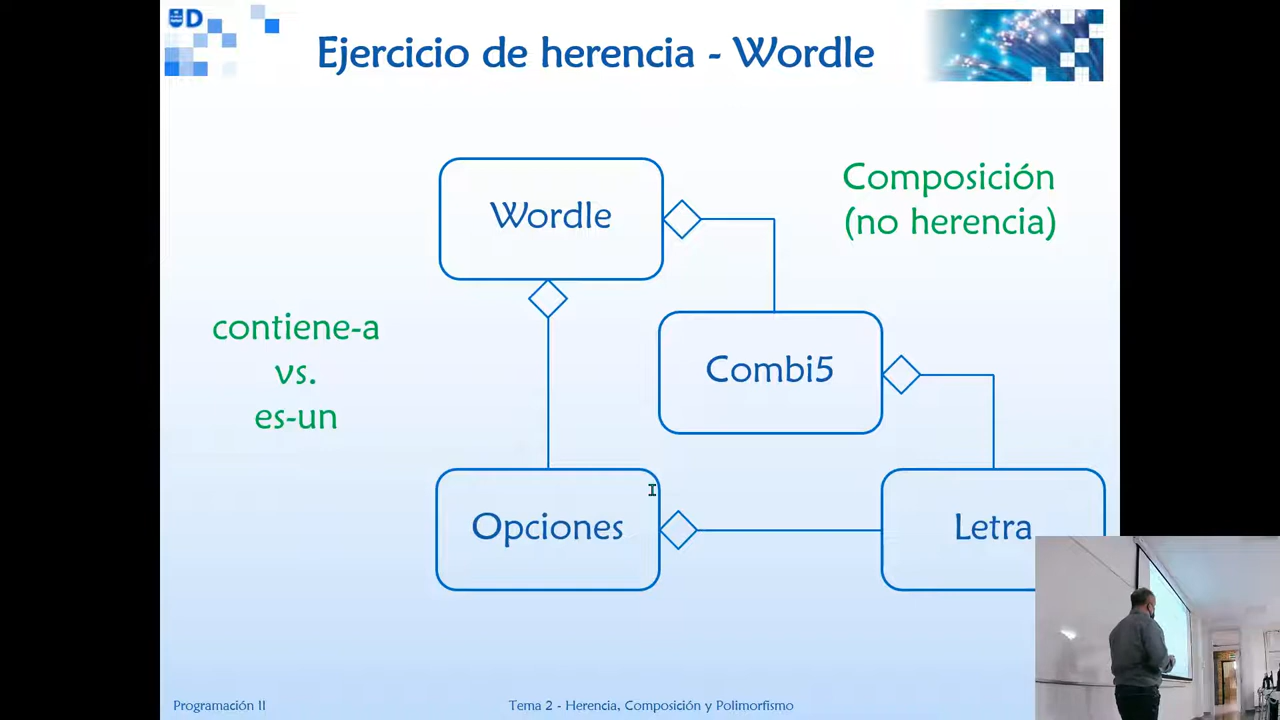 UD
Ejercicio de herencia - Wordle
Wordle
Composición
(no herencia)
contiene-a
vs.
es-un
Combi5
Opciones
Letra
Programación II
Tema 2 - Herencia, Composición y Polimorfismo